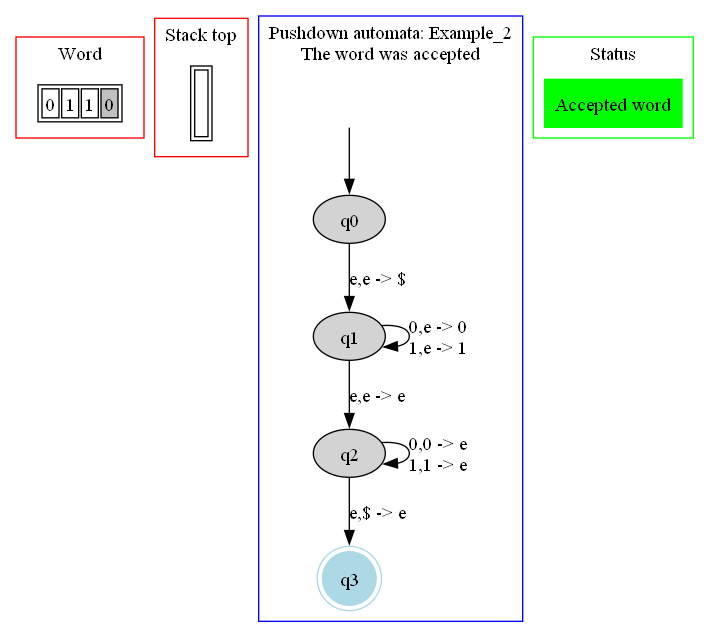 Word
0 1 1 0
Stack top
Pushdown automata: Example_2
The word was accepted
q0
e,e -> $
q1
0,e -> 0
1,e -> 1
e,e -> e
q2
0,0 -> e
1,1 -> e
e,$ -> e
q3
Status
Accepted word